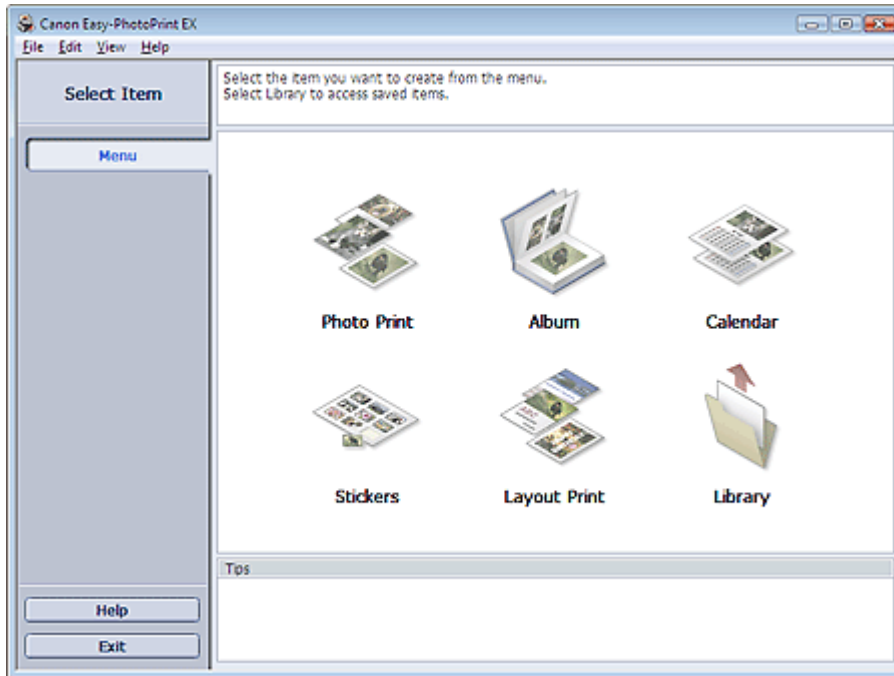 Canon Easy-PhotoPrint EX
File Edit View Help
Select Item
Select the item you want to create from the menu.
Select Library to access saved items.
Menu
Photo Print
Album
Calendar
Stickers
Layout Print
Library
Tips
Help
Exit